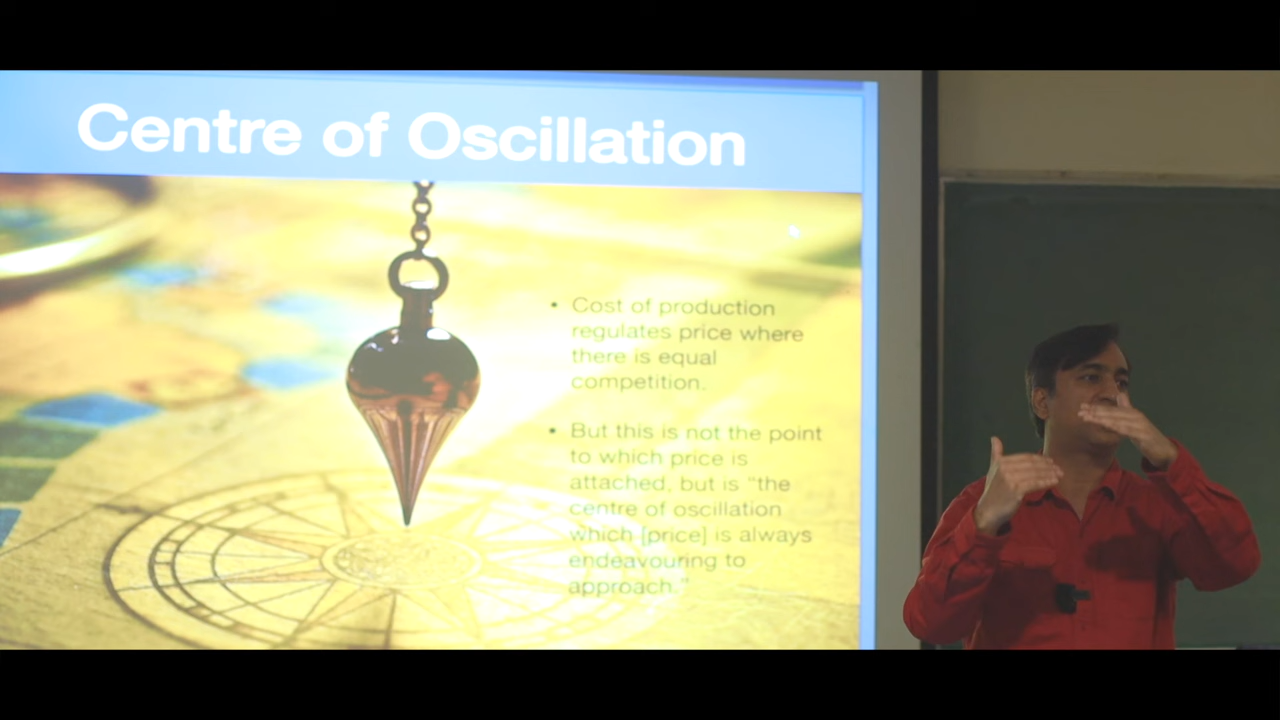 Centre of Oscillation
• Cost of production
regulates price where
there is equal
competition.
• But this is not the point
to which price is
attached, but is “the
centre of oscillation
which [price] is always
endeavouring to
approach.”